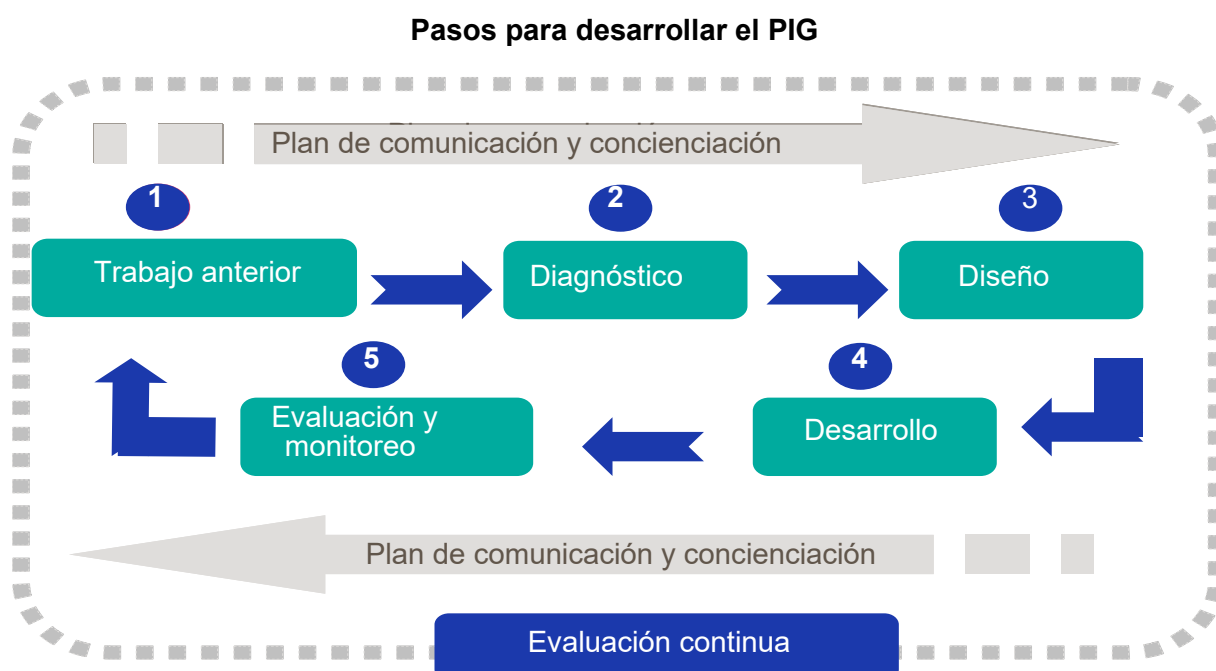 Pasos para desarrollar el PIG
Plan de comunicación y concienciación
1
2
3
Trabajo anterior
Diagnóstico
Diseño
5
4
Evaluación y
monitoreo
Desarrollo
Plan de comunicación y concienciación
Evaluación continua